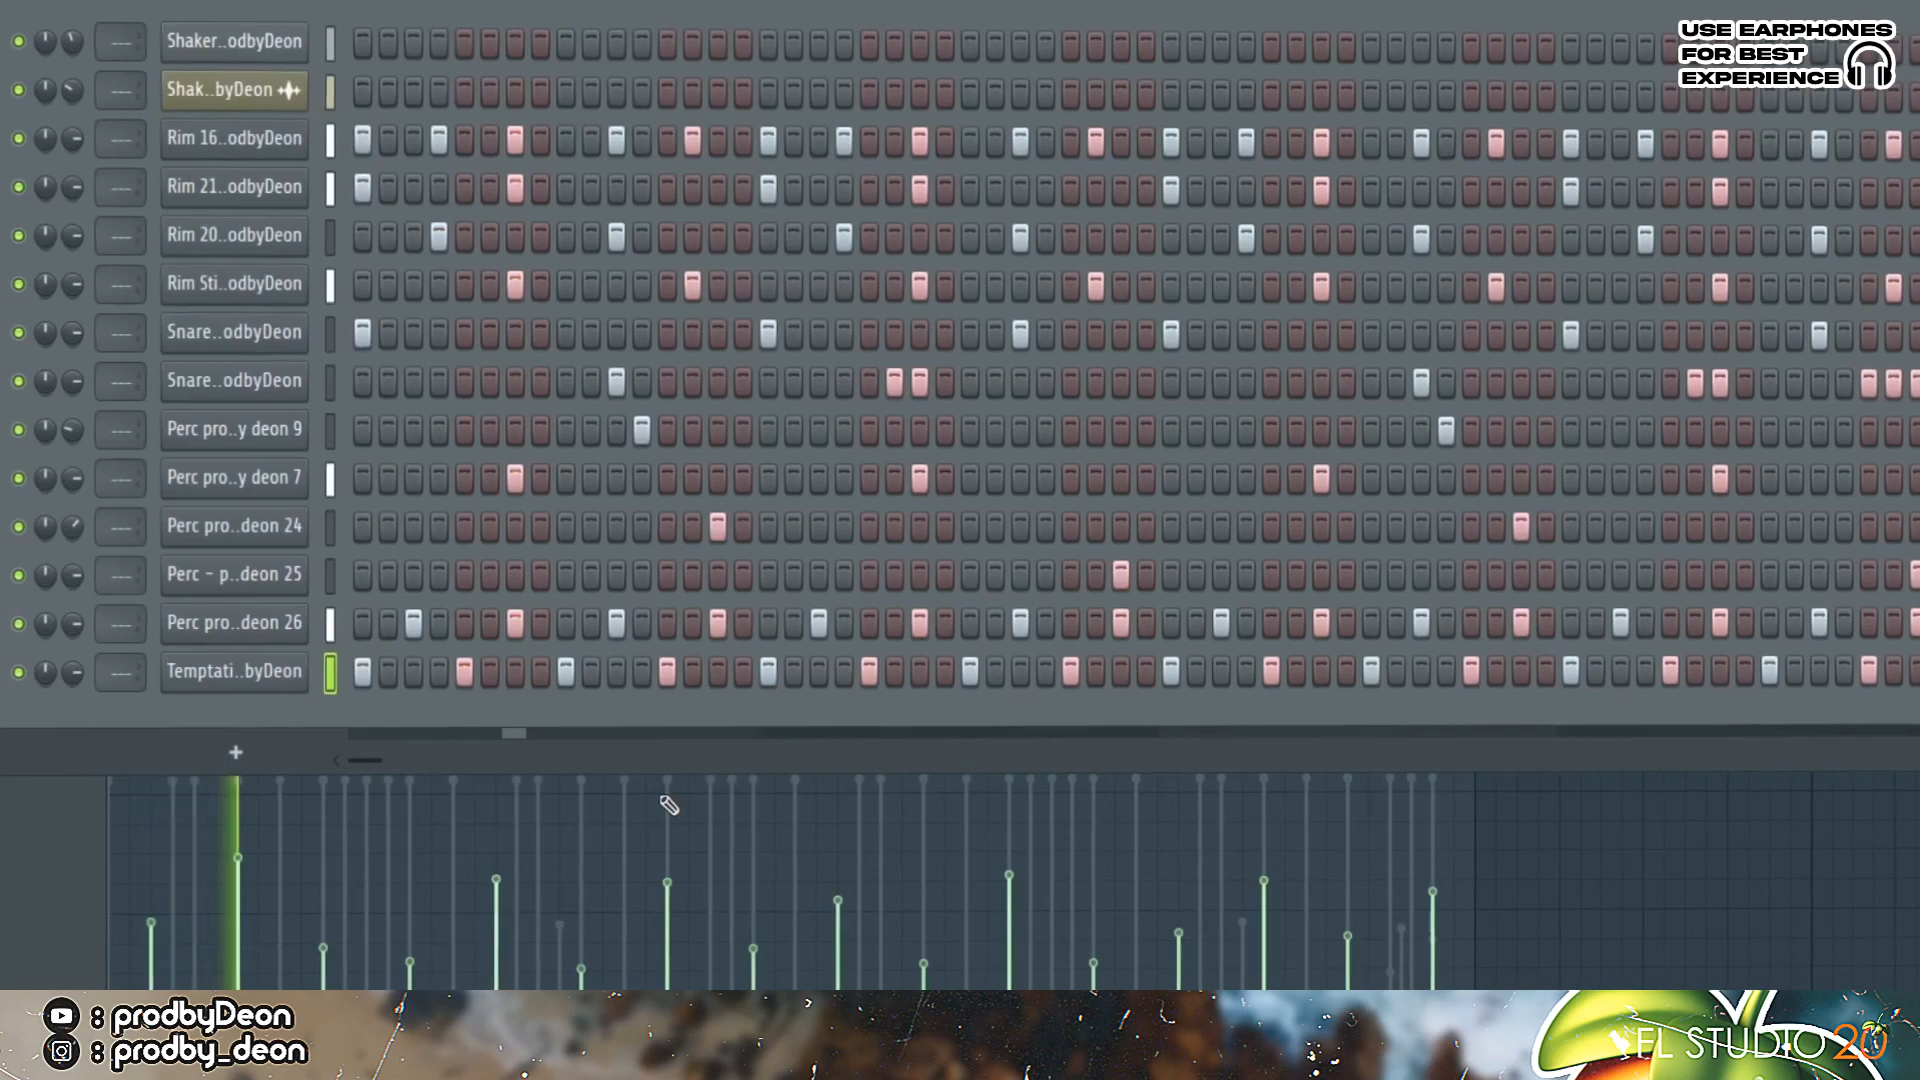 USE EARPHONES
FOR BEST
EXPERIENCE
Shaker..odbyDeon
Shak..byDeon
Rim 16..odbyDeon
Rim 21..odbyDeon
Rim 20..odbyDeon
Rim Sti..odbyDeon
Snare..odbyDeon
Snare..odbyDeon
Perc pro..y deon 9
Perc pro..y deon 7
Perc pro..deon 24
Perc - p..deon 25
Perc pro..deon 26
Temptati..byDeon
: prodbyDeon
: prodby_deon
FL STUDIO 20